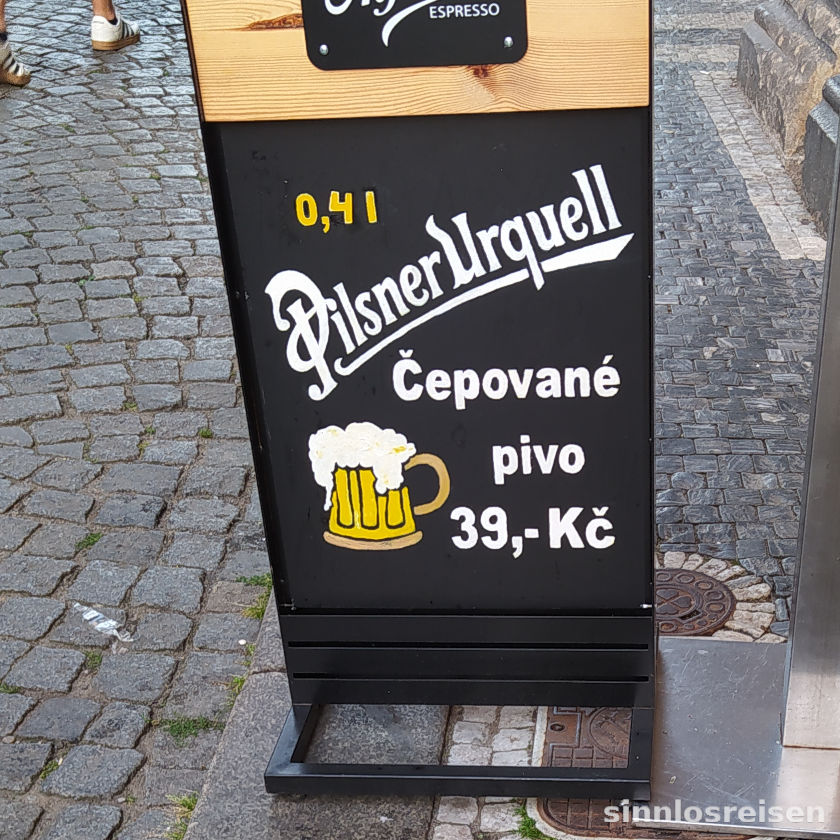 ESPRESSO
0,4 l
Pilsner Urquell
Čepované
pivo
39,- Kč
sinnlosreisen